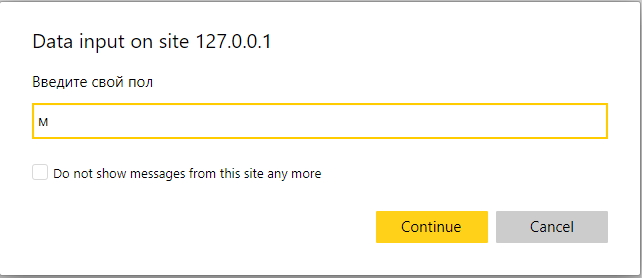 Data input on site 127.0.0.1
Введите свой пол
м
Do not show messages from this site any more
Continue Cancel